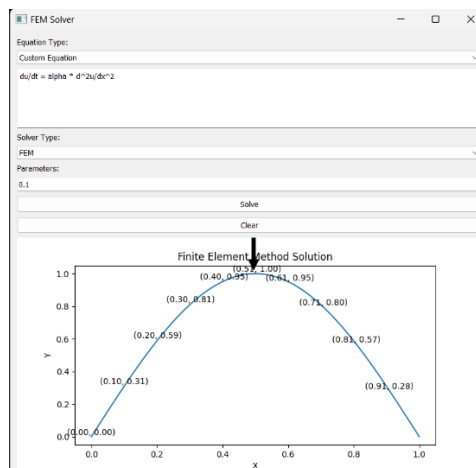 FEM Solver
Equation Type:
Custom Equation
du/dt = alpha * d^2u/dx^2
Solver Type:
FEM
Parameters:
0.1
Solve
Clear
Finite Element Method Solution
(0.51, 1.00)
(0.40, 0.95)
(0.61, 0.95)
(0.30, 0.81)
(0.71, 0.80)
(0.20, 0.59)
(0.81, 0.57)
(0.10, 0.31)
(0.91, 0.28)
(0.00, 0.00)
1.0
0.8
0.6
0.4
0.2
0.0
Y
0.0 0.2 0.4 0.6 0.8 1.0
X